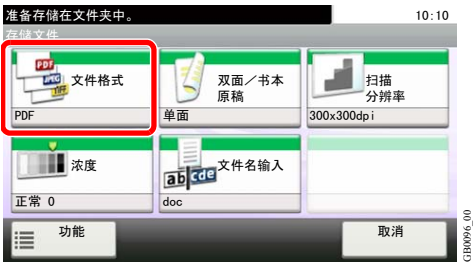 准备存储在文件夹中。
10:10
存储文件
PDF
JPEG
TIFF
文件格式
PDF
双面／书本
原稿
单面
扫描
分辨率
300x300dpi
浓度
正常 0
ab cde
文件名输入
doc
功能
取消
GB0096_00